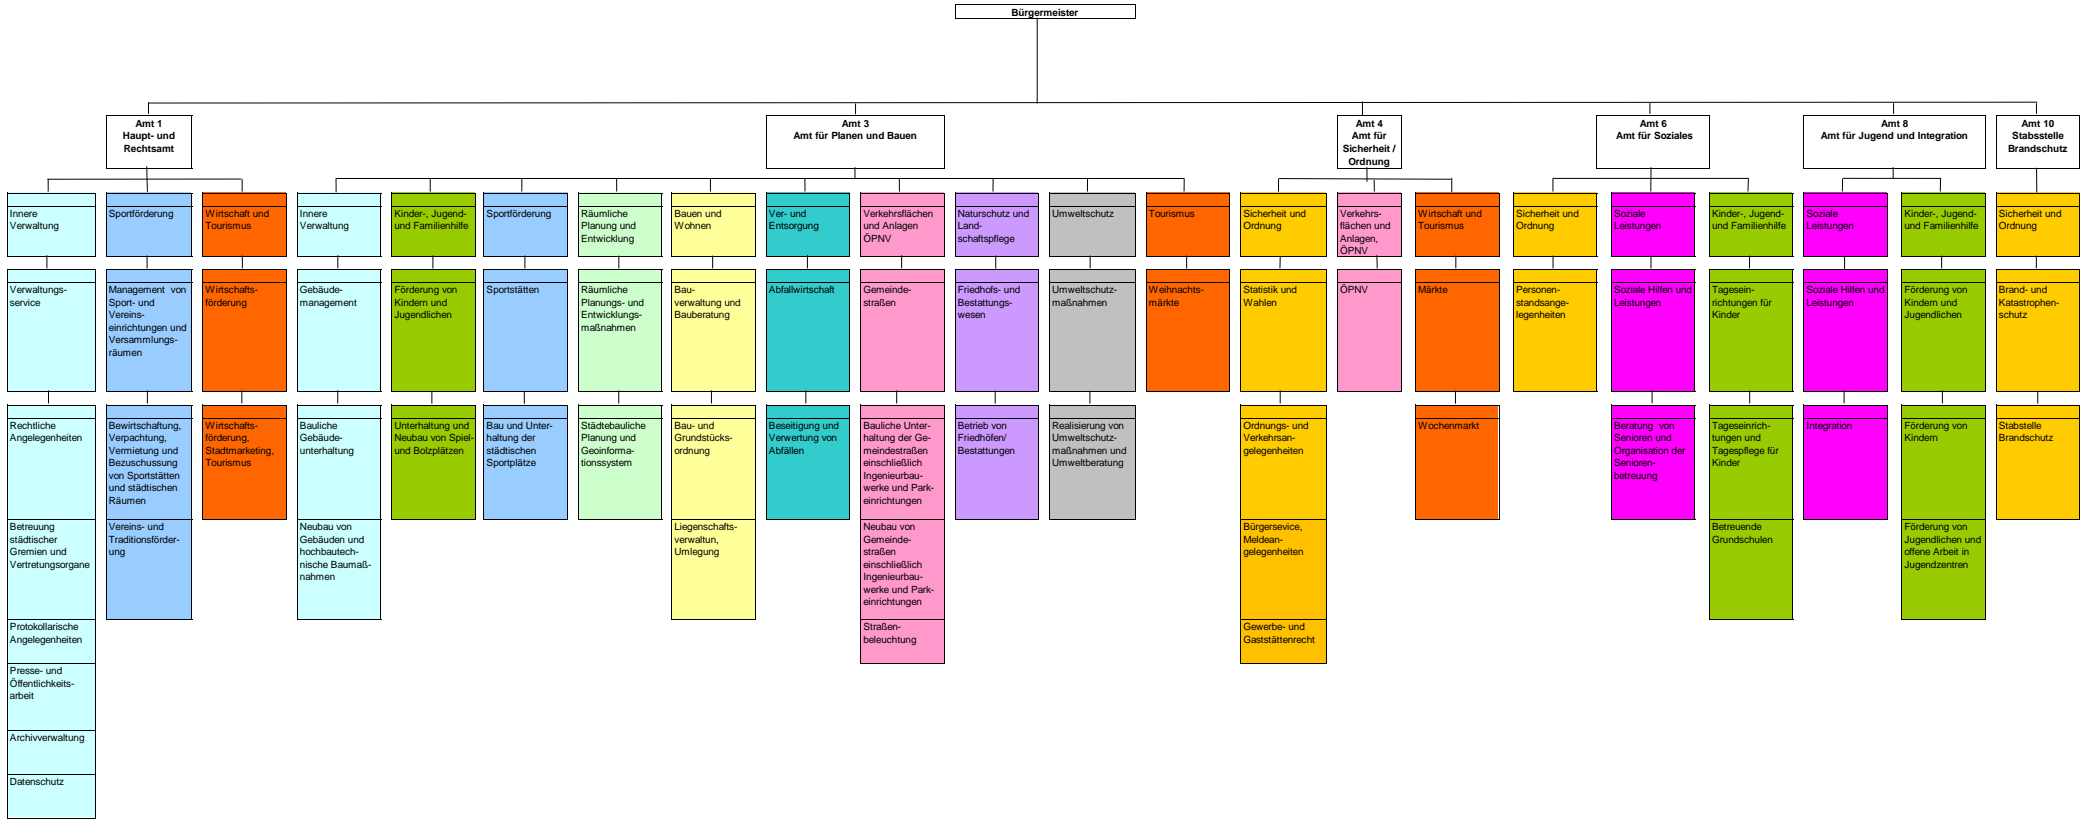 Bürgermeister
Amt 1
Haupt- und
Rechtsamt
Amt 3
Amt für Planen und Bauen
Amt 4
Amt für
Sicherheit /
Ordnung
Amt 6
Amt für Soziales
Amt 8
Amt für Jugend und Integration
Amt 10
Stabsstelle
Brandschutz
Innere
Verwaltung
Sportförderung
Wirtschaft und
Tourismus
Innere
Verwaltung
Kinder-, Jugend-
und Familienhilfe
Sportförderung
Räumliche
Planung und
Entwicklung
Bauen und
Wohnen
Ver- und
Entsorgung
Verkehrsflächen
und Anlagen
ÖPNV
Naturschutz und
Land-
schaftspflege
Umweltschutz
Tourismus
Sicherheit und
Ordnung
Verkehrs-
flächen und
Anlagen,
ÖPNV
Wirtschaft und
Tourismus
Sicherheit und
Ordnung
Soziale
Leistungen
Kinder-, Jugend-
und Familienhilfe
Soziale
Leistungen
Kinder-, Jugend-
und Familienhilfe
Sicherheit und
Ordnung
Verwaltungs-
service
Management von
Sport- und
Vereins-
einrichtungen und
Versammlungs-
räumen
Wirtschafts-
förderung
Gebäude-
management
Förderung von
Kindern und
Jugendlichen
Sportstätten
Räumliche
Planungs- und
Entwicklungs-
maßnahmen
Bau-
verwaltung und
Bauberatung
Abfallwirtschaft
Gemeinde-
straßen
Friedhofs- und
Bestattungs-
wesen
Umweltschutz-
maßnahmen
Weihnachts-
märkte
Statistik und
Wahlen
ÖPNV
Märkte
Personen-
standsange-
legenheiten
Soziale Hilfen und
Leistungen
Tagesein-
richtungen für
Kinder
Soziale Hilfen und
Leistungen
Förderung von
Kindern und
Jugendlichen
Brand- und
Katastrophen-
schutz
Rechtliche
Angelegenheiten
Bewirtschaftung,
Verpachtung,
Vermietung und
Bezuschussung
von Sportstätten
und städtischen
Räumen
Wirtschafts-
förderung,
Stadtmarketing,
Tourismus
Bauliche
Gebäude-
unterhaltung
Unterhaltung und
Neubau von Spiel-
und Bolzplätzen
Bau und Unter-
haltung der
städtischen
Sportplätze
Städtebauliche
Planung und
Geoinforma-
tionssystem
Bau- und
Grundstücks-
ordnung
Beseitigung und
Verwertung von
Abfällen
Bauliche Unter-
haltung der Ge-
meindestraßen
einschließlich
Ingenieurbau-
werke und Park-
einrichtungen
Betrieb von
Friedhöfen/
Bestattungen
Realisierung von
Umweltschutz-
maßnahmen und
Umweltberatung
Ordnungs- und
Verkehrsan-
gelegenheiten
Wochenmarkt
Beratung von
Senioren und
Organisation der
Senioren-
betreuung
Tageseinrich-
tungen und
Tagespflege für
Kinder
Integration
Förderung von
Kindern
Stabstelle
Brandschutz
Betreuung
städtischer
Gremien und
Vertretungsorgane
Vereins- und
Traditionsförder-
ung
Neubau von
Gebäuden und
hochbautech-
nische Baumaß-
nahmen
Liegenschafts-
verwaltun,
Umlegung
Neubau von
Gemeinde-
straßen
einschließlich
Ingenieurbau-
werke und Park-
einrichtungen
Bürgersevice,
Meldean-
gelegenheiten
Betreuende
Grundschulen
Förderung von
Jugendlichen und
offene Arbeit in
Jugendzentren
Protokollarische
Angelegenheiten
Straßen-
beleuchtung
Gewerbe- und
Gaststättenrecht
Presse- und
Öffentlichkeits-
arbeit
Archivverwaltung
Datenschutz